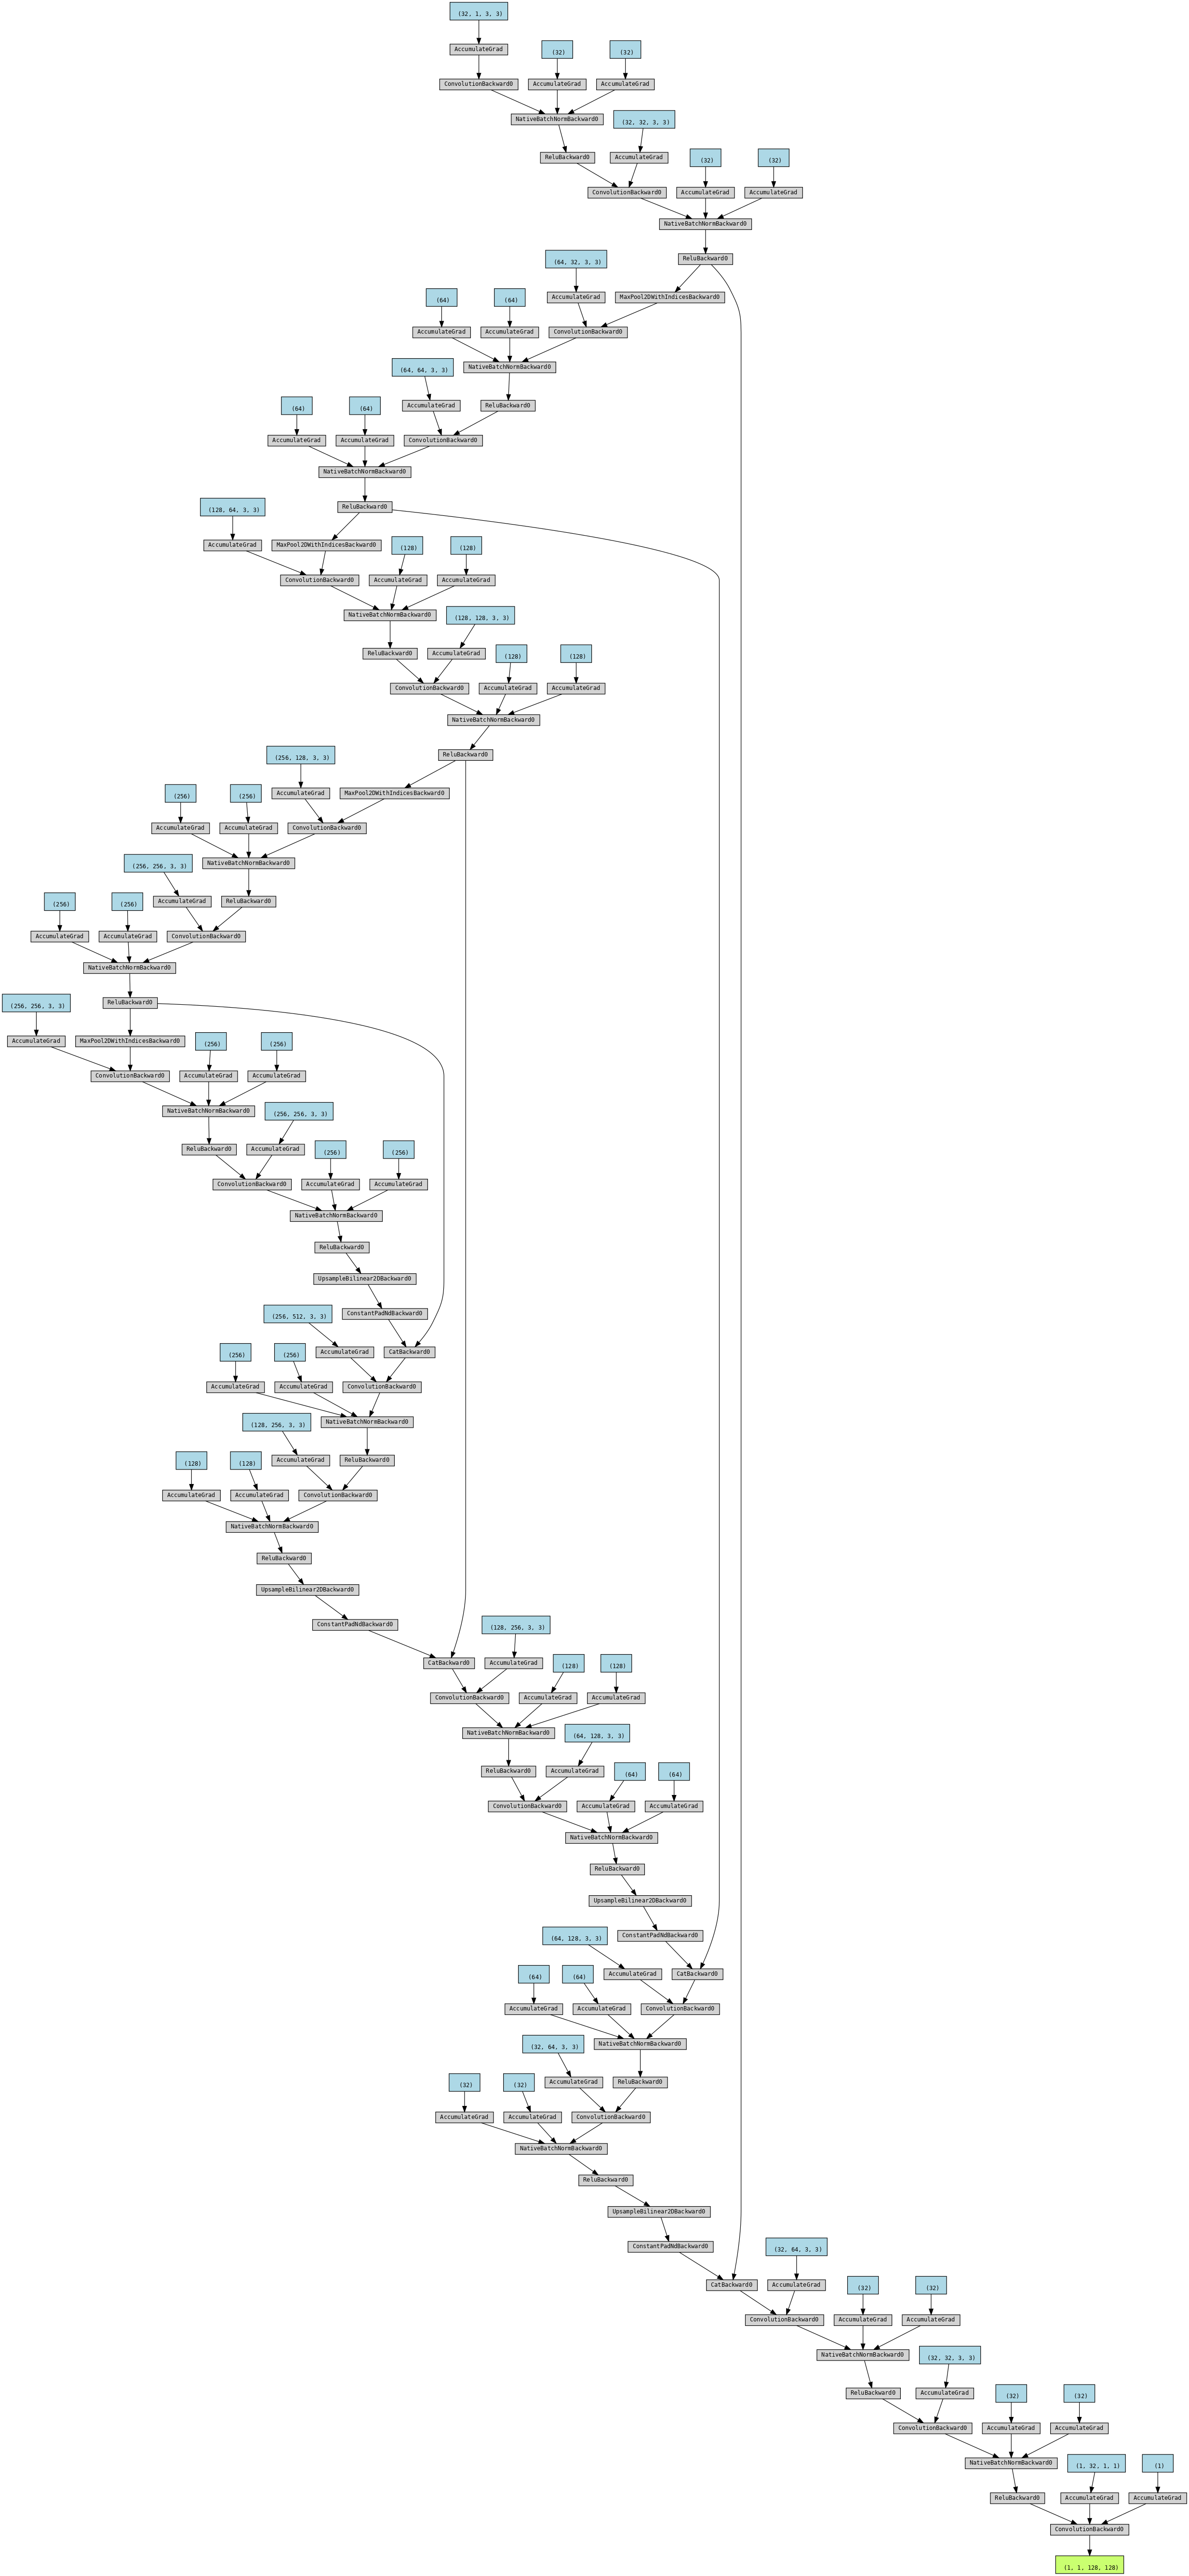 (32, 1, 3, 3)
AccumulateGrad (32) (32)
ConvolutionBackward0 AccumulateGrad AccumulateGrad
NativeBatchNormBackward0 (32, 32, 3, 3)
ReluBackward0 AccumulateGrad (32) (32)
ConvolutionBackward0 AccumulateGrad AccumulateGrad
NativeBatchNormBackward0
ReluBackward0 (64, 32, 3, 3)
(64) (64) AccumulateGrad MaxPool2DWithIndicesBackward0
AccumulateGrad AccumulateGrad ConvolutionBackward0
(64, 64, 3, 3) NativeBatchNormBackward0
(64) (64) AccumulateGrad ReluBackward0
AccumulateGrad AccumulateGrad ConvolutionBackward0
NativeBatchNormBackward0
(128, 64, 3, 3) ReluBackward0
AccumulateGrad MaxPool2DWithIndicesBackward0 (128) (128)
ConvolutionBackward0 AccumulateGrad AccumulateGrad
NativeBatchNormBackward0 (128, 128, 3, 3)
ReluBackward0 AccumulateGrad (128) (128)
ConvolutionBackward0 AccumulateGrad AccumulateGrad
NativeBatchNormBackward0
(256, 128, 3, 3) ReluBackward0
(256) (256) AccumulateGrad MaxPool2DWithIndicesBackward0
AccumulateGrad AccumulateGrad ConvolutionBackward0
(256, 256, 3, 3) NativeBatchNormBackward0
(256) (256) AccumulateGrad ReluBackward0
AccumulateGrad AccumulateGrad ConvolutionBackward0
NativeBatchNormBackward0
(256, 256, 3, 3) ReluBackward0
AccumulateGrad MaxPool2DWithIndicesBackward0 (256) (256)
ConvolutionBackward0 AccumulateGrad AccumulateGrad
NativeBatchNormBackward0 (256, 256, 3, 3)
ReluBackward0 AccumulateGrad (256) (256)
ConvolutionBackward0 AccumulateGrad AccumulateGrad
NativeBatchNormBackward0
ReluBackward0
UpsampleBilinear2DBackward0
(256, 512, 3, 3) ConstantPadNdBackward0
(256) (256) AccumulateGrad CatBackward0
AccumulateGrad AccumulateGrad ConvolutionBackward0
(128, 256, 3, 3) NativeBatchNormBackward0
(128) (128) AccumulateGrad ReluBackward0
AccumulateGrad AccumulateGrad ConvolutionBackward0
NativeBatchNormBackward0
ReluBackward0
UpsampleBilinear2DBackward0
ConstantPadNdBackward0 (128, 256, 3, 3)
CatBackward0 AccumulateGrad (128) (128)
ConvolutionBackward0 AccumulateGrad AccumulateGrad
NativeBatchNormBackward0 (64, 128, 3, 3)
ReluBackward0 AccumulateGrad (64) (64)
ConvolutionBackward0 AccumulateGrad AccumulateGrad
NativeBatchNormBackward0
ReluBackward0
UpsampleBilinear2DBackward0
(64, 128, 3, 3) ConstantPadNdBackward0
(64) (64) AccumulateGrad CatBackward0
AccumulateGrad AccumulateGrad ConvolutionBackward0
(32, 64, 3, 3) NativeBatchNormBackward0
(32) (32) AccumulateGrad ReluBackward0
AccumulateGrad AccumulateGrad ConvolutionBackward0
NativeBatchNormBackward0
ReluBackward0
UpsampleBilinear2DBackward0
ConstantPadNdBackward0 (32, 64, 3, 3)
CatBackward0 AccumulateGrad (32) (32)
ConvolutionBackward0 AccumulateGrad AccumulateGrad
NativeBatchNormBackward0 (32, 32, 3, 3)
ReluBackward0 AccumulateGrad (32) (32)
ConvolutionBackward0 AccumulateGrad AccumulateGrad
NativeBatchNormBackward0 (1, 32, 1, 1) (1)
ReluBackward0 AccumulateGrad AccumulateGrad
ConvolutionBackward0
(1, 1, 128, 128)